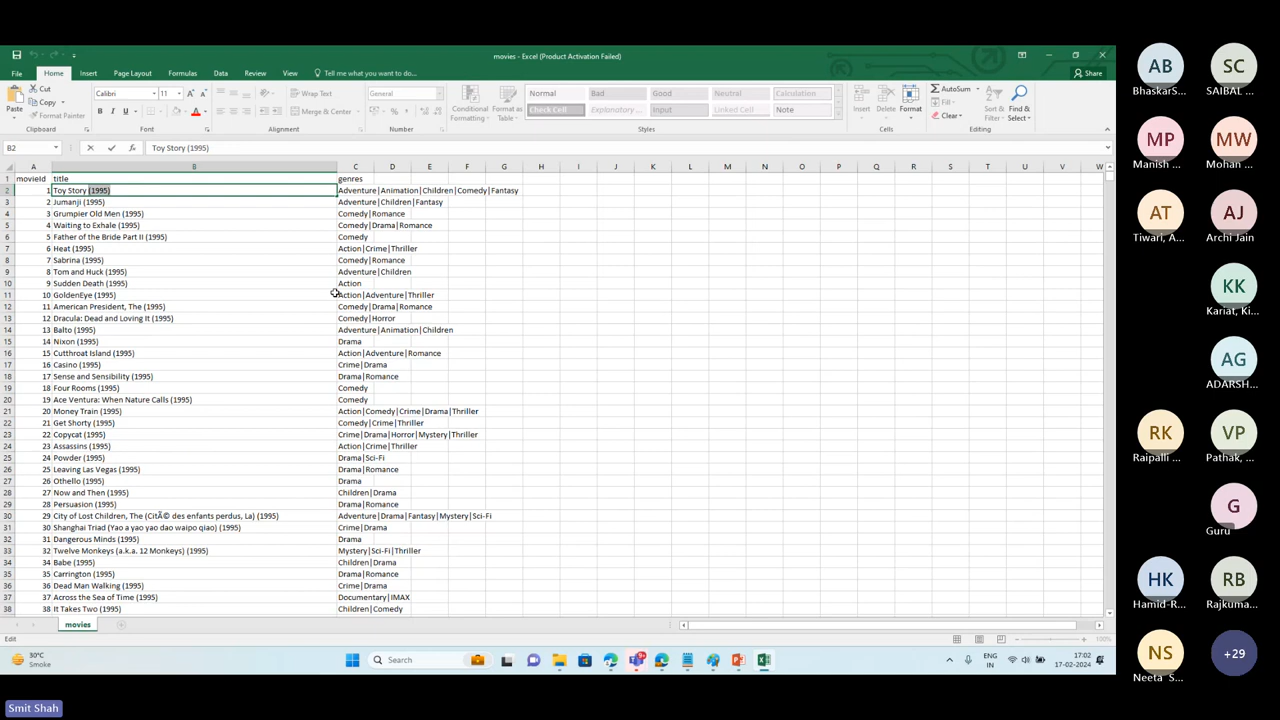 movies - Excel (Product Activation Failed)
File Home Insert Page Layout Formulas Data Review View Tell me what you want to do... Share
Paste Cut Copy Format Painter Clipboard
Calibri 11 B Font
Wrap Text Merge & Center Alignment
General % Number
Conditional Formatting Format as Table
Normal Bad Good Neutral Calculation
Check Cell Explanatory ... Input Linked Cell Note
Styles
Insert Delete Format Cells
AutoSum Fill Clear Sort & Filter Find & Select Editing
B2 Toy Story (1995)
A B C D E F G H I J K L M N O P Q R S T U V W
1 movieId title genres
2 1 Toy Story (1995) Adventure|Animation|Children|Comedy|Fantasy
3 2 Jumanji (1995) Adventure|Children|Fantasy
4 3 Grumpier Old Men (1995) Comedy|Romance
5 4 Waiting to Exhale (1995) Comedy|Drama|Romance
6 5 Father of the Bride Part II (1995) Comedy
7 6 Heat (1995) Action|Crime|Thriller
8 7 Sabrina (1995) Comedy|Romance
9 8 Tom and Huck (1995) Adventure|Children
10 9 Sudden Death (1995) Action
11 10 GoldenEye (1995) Action|Adventure|Thriller
12 11 American President, The (1995) Comedy|Drama|Romance
13 12 Dracula: Dead and Loving It (1995) Comedy|Horror
14 13 Balto (1995) Adventure|Animation|Children
15 14 Nixon (1995) Drama
16 15 Cutthroat Island (1995) Action|Adventure|Romance
17 16 Casino (1995) Crime|Drama
18 17 Sense and Sensibility (1995) Drama|Romance
19 18 Four Rooms (1995) Comedy
20 19 Ace Ventura: When Nature Calls (1995) Comedy
21 20 Money Train (1995) Action|Comedy|Crime|Drama|Thriller
22 21 Get Shorty (1995) Comedy|Crime|Thriller
23 22 Copycat (1995) Crime|Drama|Horror|Mystery|Thriller
24 23 Assassins (1995) Action|Crime|Thriller
25 24 Powder (1995) Drama|Sci-Fi
26 25 Leaving Las Vegas (1995) Drama|Romance
27 26 Othello (1995) Drama
28 27 Now and Then (1995) Children|Drama
29 28 Persuasion (1995) Drama|Romance
30 29 City of Lost Children, The (CitÃ© des enfants perdus, La) (1995) Adventure|Drama|Fantasy|Mystery|Sci-Fi
31 30 Shanghai Triad (Yao a yao yao dao waipo qiao) (1995) Crime|Drama
32 31 Dangerous Minds (1995) Drama
33 32 Twelve Monkeys (a.k.a. 12 Monkeys) (1995) Mystery|Sci-Fi|Thriller
34 34 Babe (1995) Children|Drama
35 35 Carrington (1995) Drama|Romance
36 36 Dead Man Walking (1995) Crime|Drama
37 37 Across the Sea of Time (1995) Documentary|IMAX
38 38 It Takes Two (1995) Children|Comedy
movies
Edit 100%
30°C
Smoke
Search
ENG
IN
17:02
17-02-2024
Smit Shah
AB SC
BhaskarS... SAIBAL ...
MP MW
Manish ... Mohan ...
AT AJ
Tiwari, A... Archi Jain
KK
Kariat, Ki...
AG
ADARSH...
RK VP
Raipalli ... Pathak, ...
G
Guru
HK RB
Hamid-R... Rajkuma...
NS +29
Neeta S...